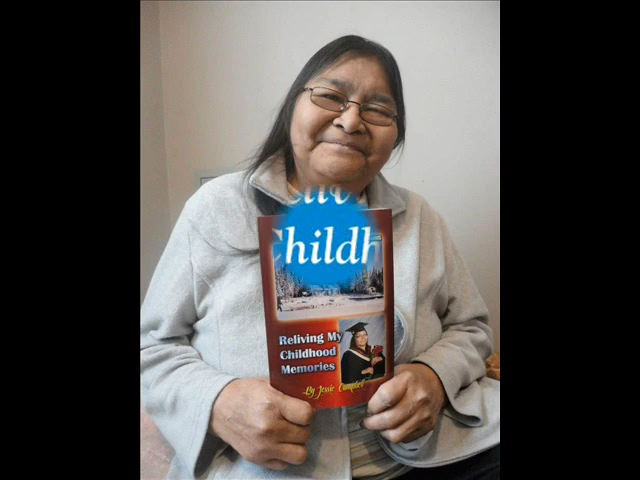 Childh
Reliving My
Childhood
Memories
By Jessie Campbell